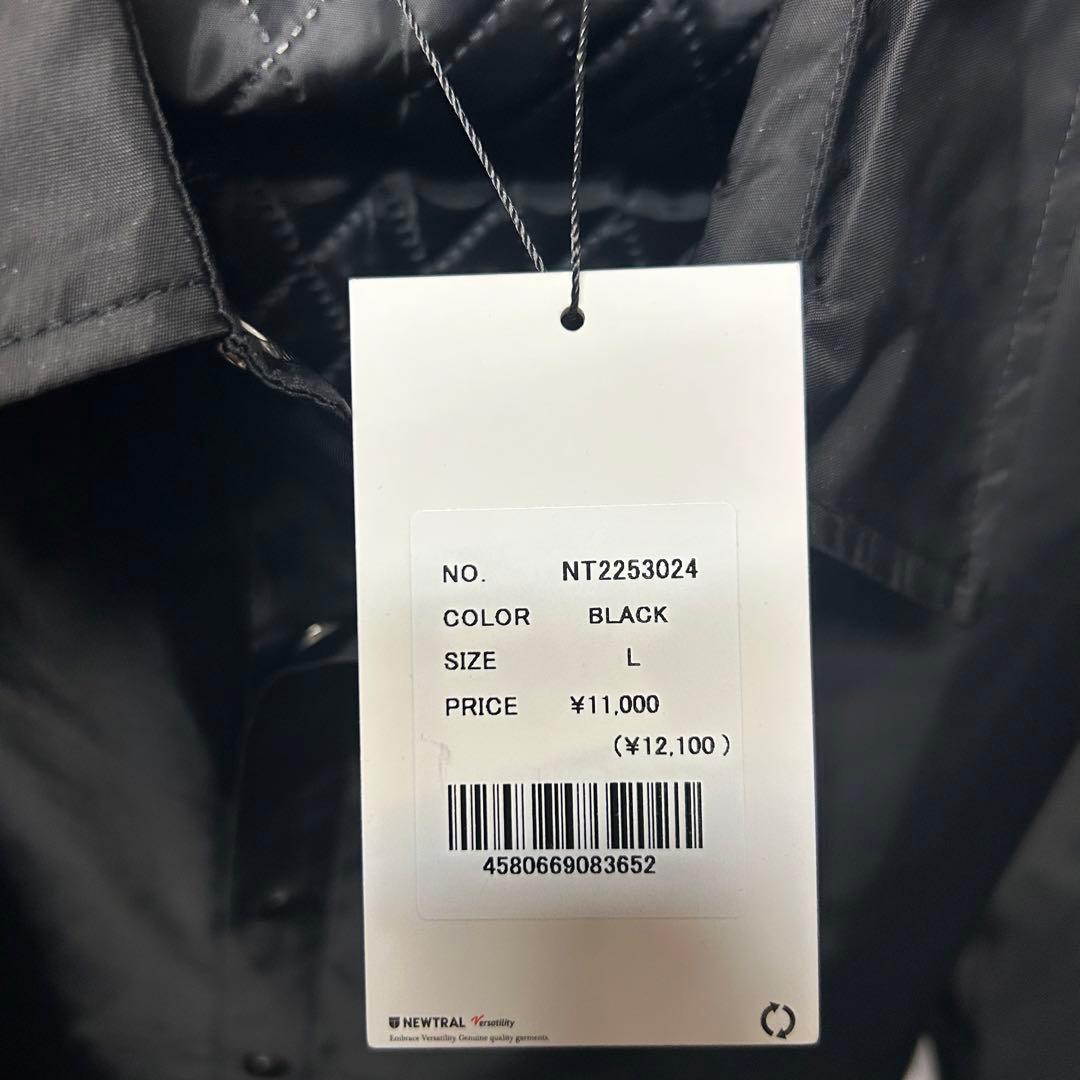 NO. NT2253024
COLOR BLACK
SIZE L
PRICE ¥11,000
(¥12,100)
4580669083652
NEWTRAL Versatility
Embrace Versatility. Genuine quality garments.